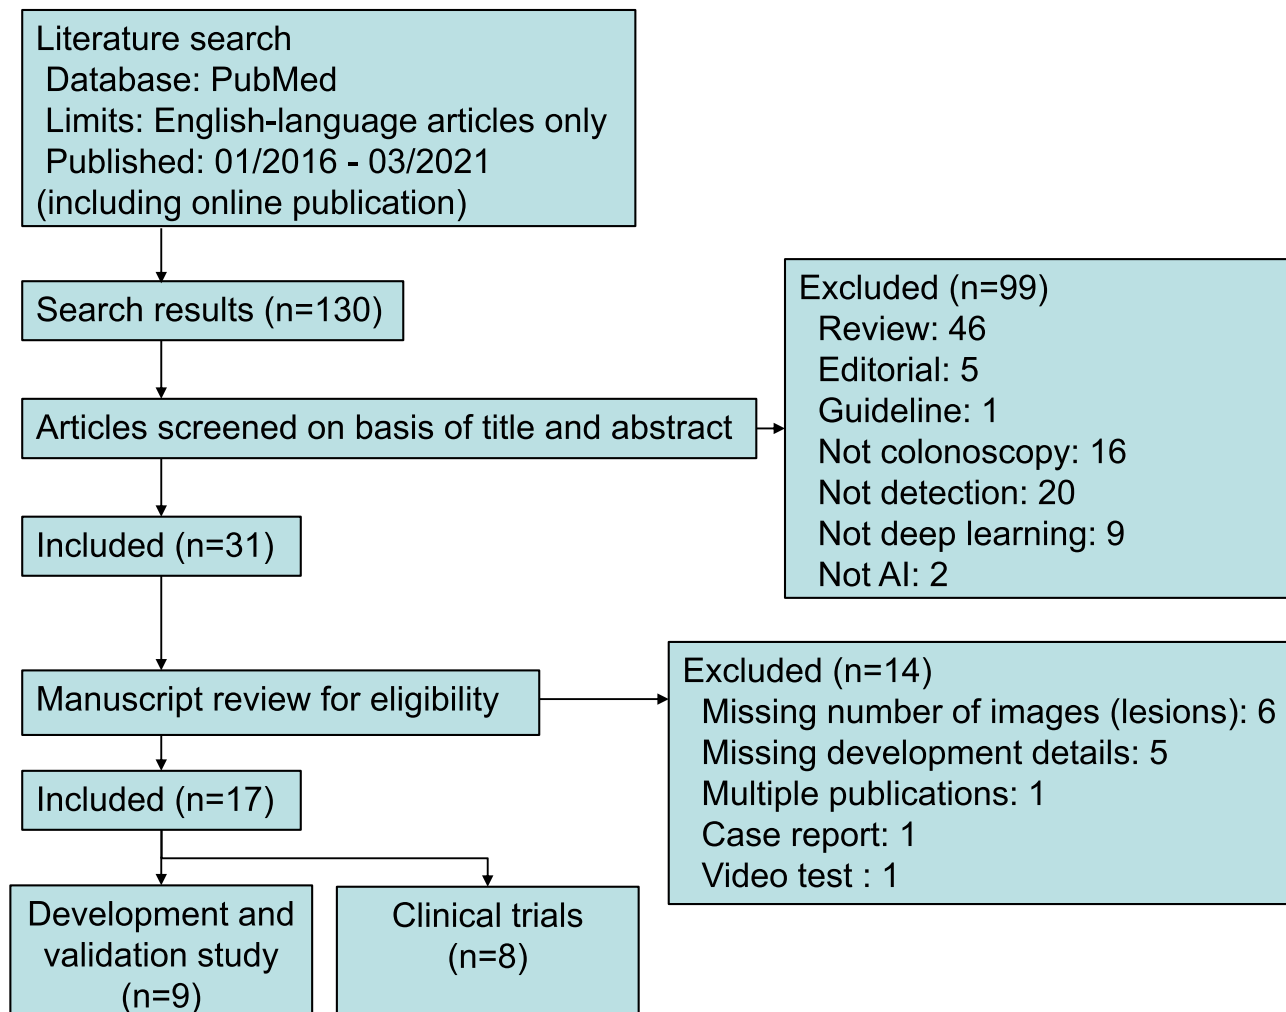 Literature search
Database: PubMed
Limits: English-language articles only
Published: 01/2016 - 03/2021
(including online publication)
Search results (n=130)
Articles screened on basis of title and abstract
Excluded (n=99)
Review: 46
Editorial: 5
Guideline: 1
Not colonoscopy: 16
Not detection: 20
Not deep learning: 9
Not AI: 2
Included (n=31)
Manuscript review for eligibility
Excluded (n=14)
Missing number of images (lesions): 6
Missing development details: 5
Multiple publications: 1
Case report: 1
Video test : 1
Included (n=17)
Development and
validation study
(n=9)
Clinical trials
(n=8)